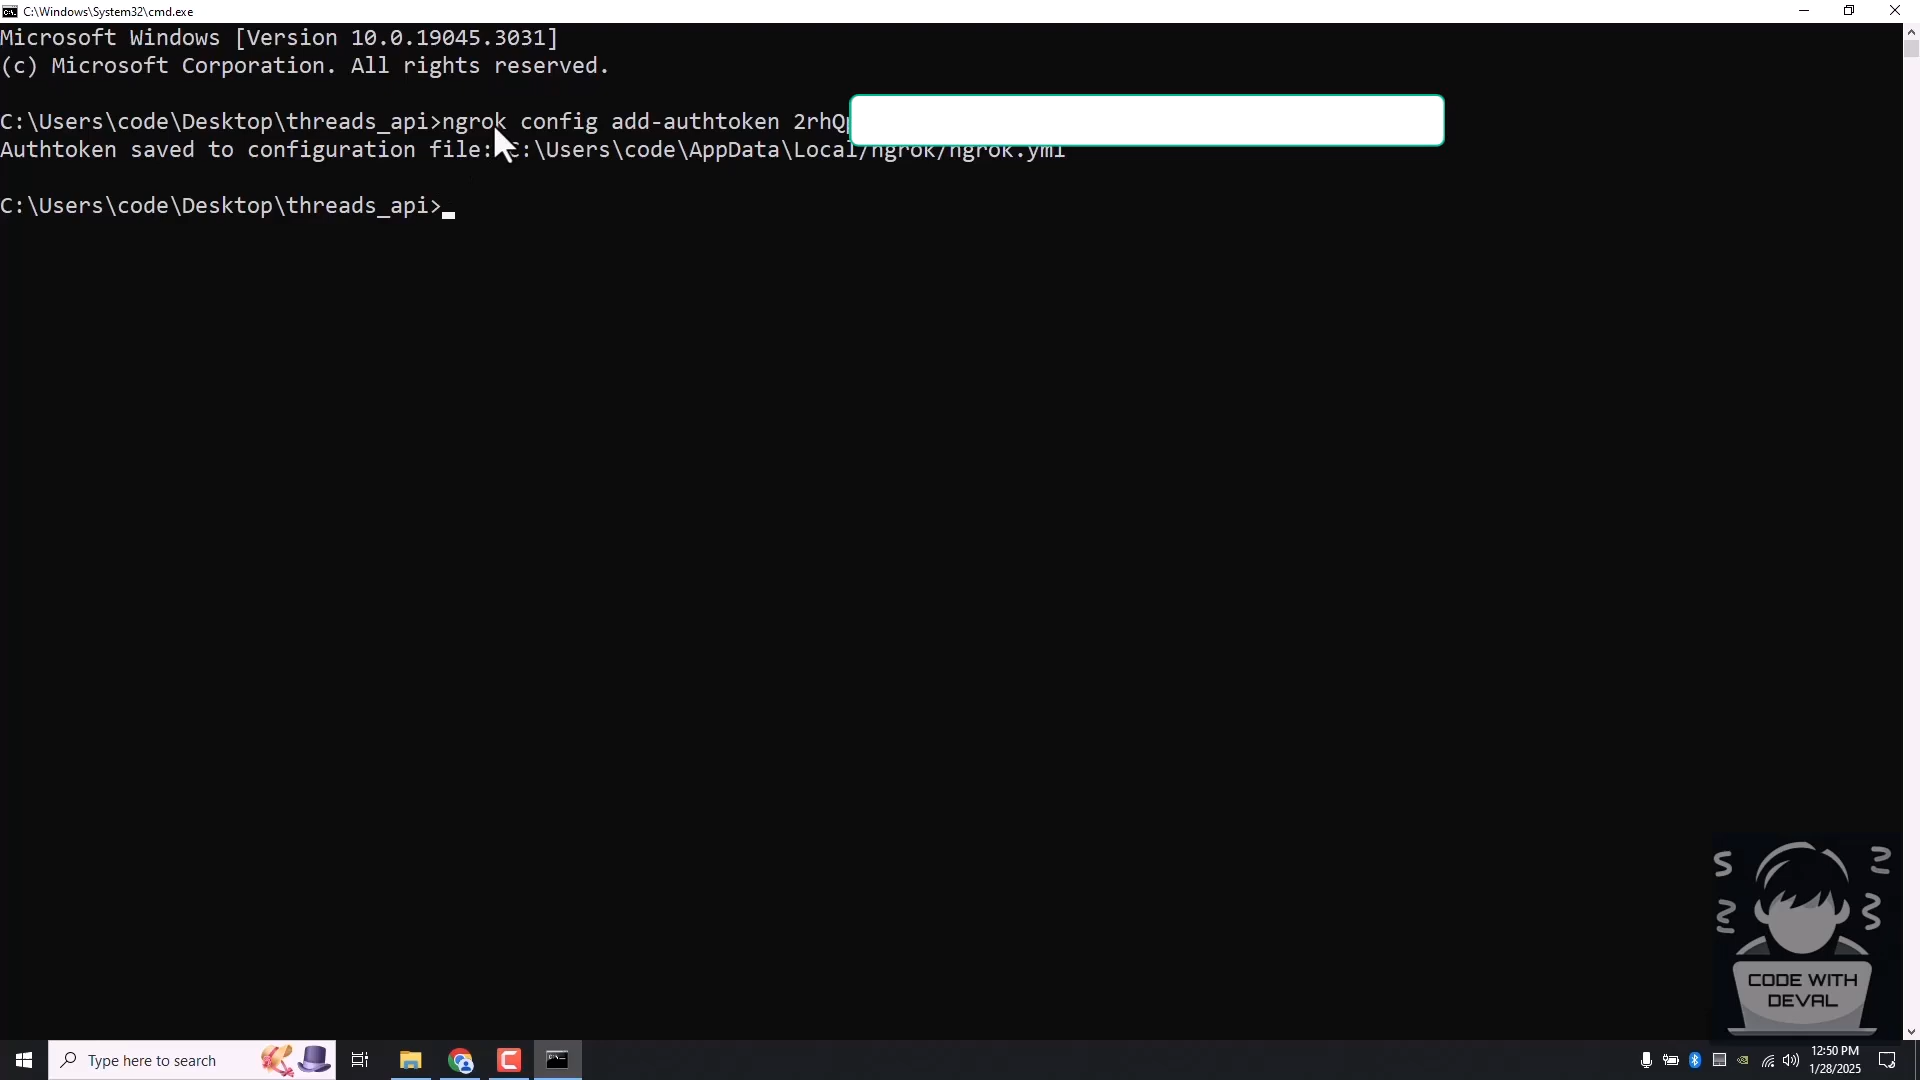 C:\Windows\System32\cmd.exe
Microsoft Windows [Version 10.0.19045.3031]
(c) Microsoft Corporation. All rights reserved.
C:\Users\code\Desktop\threads_api>ngrok config add-authtoken 2rhQ
Authtoken saved to configuration file: C:\Users\code\AppData\Local/ngrok/ngrok.yml
C:\Users\code\Desktop\threads_api>
CODE WITH
DEVAL
Type here to search
12:50 PM
1/28/2025